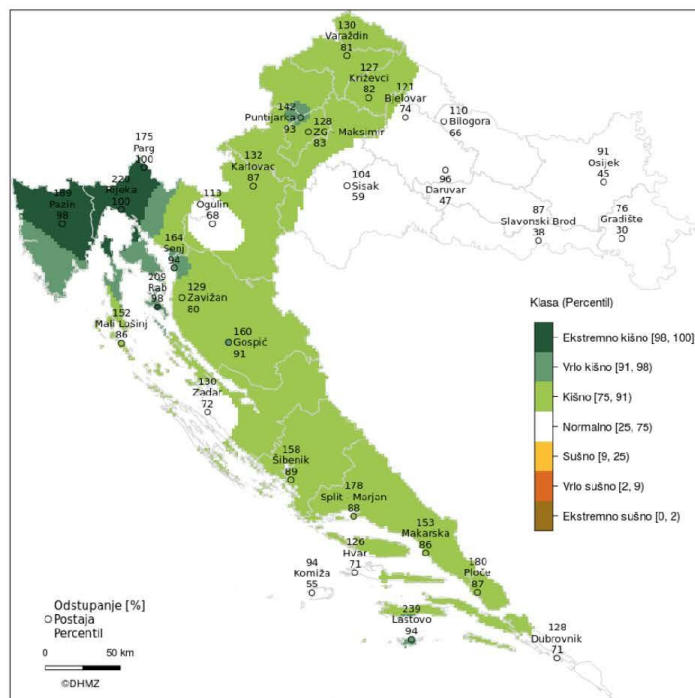 130
Varaždin
81
127
Križevci
82
121
Bjelovar
74
142
Puntijarka
93
128
ZG Maksimir
83
110
Bilogora
66
175
Parg
100
132
Karlovac
87
104
Sisak
59
96
Daruvar
47
91
Osijek
45
220
Rijeka
100
Pazin
98
113
Ogulin
68
87
Slavonski Brod
38
76
Gradište
30
164
Senj
94
209
Rab
98
129
Zavižan
80
152
Mali Lošinj
86
160
Gospić
91
130
Zadar
72
158
Šibenik
89
178
Split - Marjan
88
153
Makarska
86
126
Hvar
71
94
Komiža
55
180
Ploče
87
239
Lastovo
94
128
Dubrovnik
71
Klasa (Percentil)
Ekstremno kišno [98, 100]
Vrlo kišno [91, 98)
Kišno [75, 91)
Normalno [25, 75)
Sušno [9, 25)
Vrlo sušno [2, 9)
Ekstremno sušno [0, 2)
Odstupanje [%]
Postaja
Percentil
0 50 km
©DHMZ